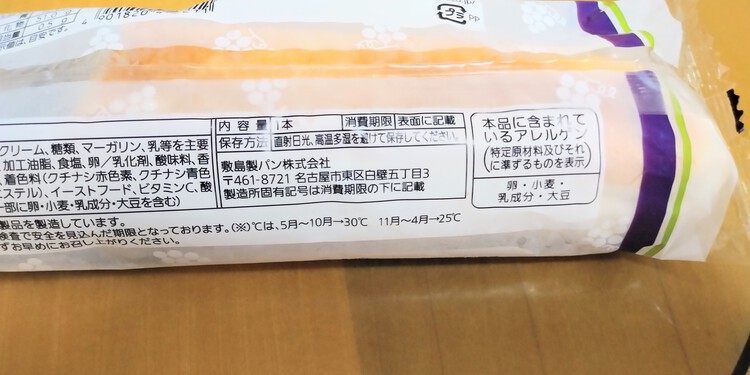 プラ PP
内容量 1本 消費期限 表面に記載
保存方法 直射日光、高温多湿を避けて保存してください。
敷島製パン株式会社
〒461-8721 名古屋市東区白壁五丁目3
製造所固有記号は消費期限の下に記載
クリーム、糖類、マーガリン、乳等を主要
加工油脂、食塩、卵/乳化剤、酸味料、香
着色料(クチナシ赤色素、クチナシ青色
エステル)、イーストフード、ビタミンC、酸
一部に卵・小麦・乳成分・大豆を含む)
本品に含まれて
いるアレルゲン
(特定原材料及びそれ
に準ずるものを表示)
卵・小麦・
乳成分・大豆
製品を製造しています。
検査で安全を見込んだ期限となっております。(※)℃は、5月〜10月→30℃ 11月〜4月→25℃
ずお早めにお召し上がりください。